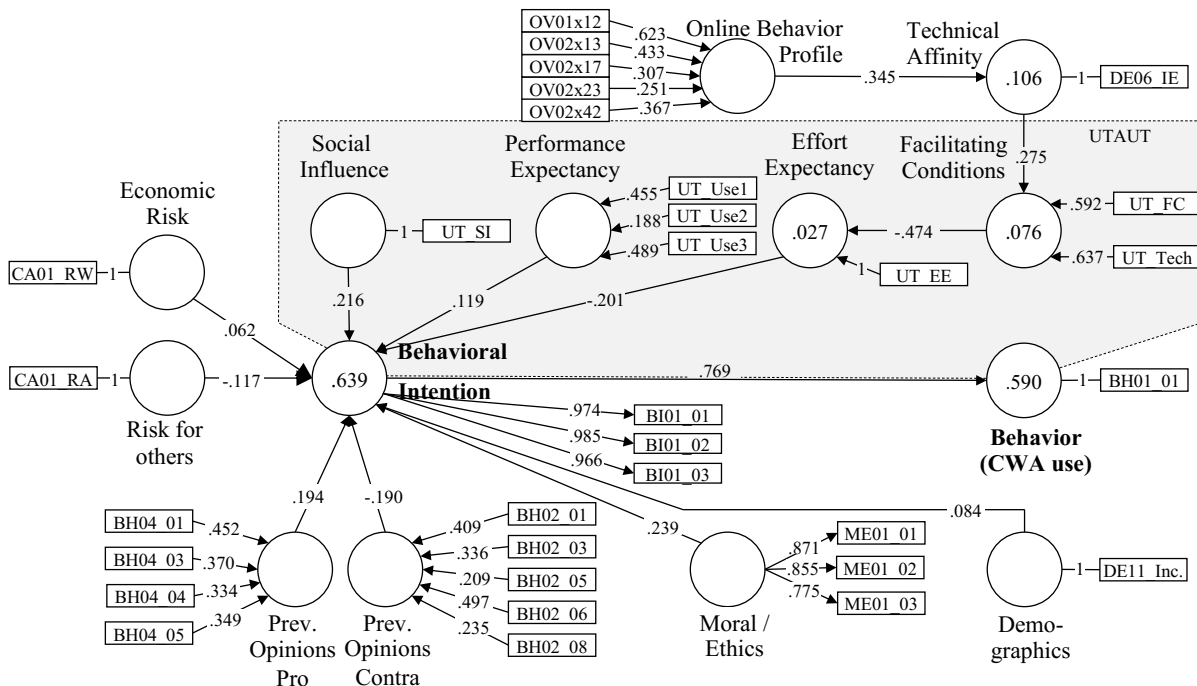 OV01x12
OV02x13
OV02x17
OV02x23
OV02x42
.623
.433
.307
.251
.367
Online Behavior
Profile
.345
Technical
Affinity
.106
1
DE06_IE
UTAUT
.275
Social
Influence
1
UT_SI
.216
Performance
Expectancy
.455
UT_Use1
.188
UT_Use2
.489
UT_Use3
.119
Effort
Expectancy
.027
1
UT_EE
-.201
-.474
Facilitating
Conditions
.076
.592
UT_FC
.637
UT_Tech
Economic
Risk
CA01_RW
1
.062
CA01_RA
1
-.117
Risk for
others
.639
Behavioral
Intention
.769
.590
1
BH01_01
Behavior
(CWA use)
.974
BI01_01
.985
BI01_02
.966
BI01_03
.194
-.190
.239
.084
BH04_01
.452
BH04_03
.370
BH04_04
.334
BH04_05
.349
Prev.
Opinions
Pro
.409
BH02_01
.336
BH02_03
.209
BH02_05
.497
BH02_06
.235
BH02_08
Prev.
Opinions
Contra
.871
ME01_01
.855
ME01_02
.775
ME01_03
Moral /
Ethics
1
DE11_Inc.
Demo-
graphics